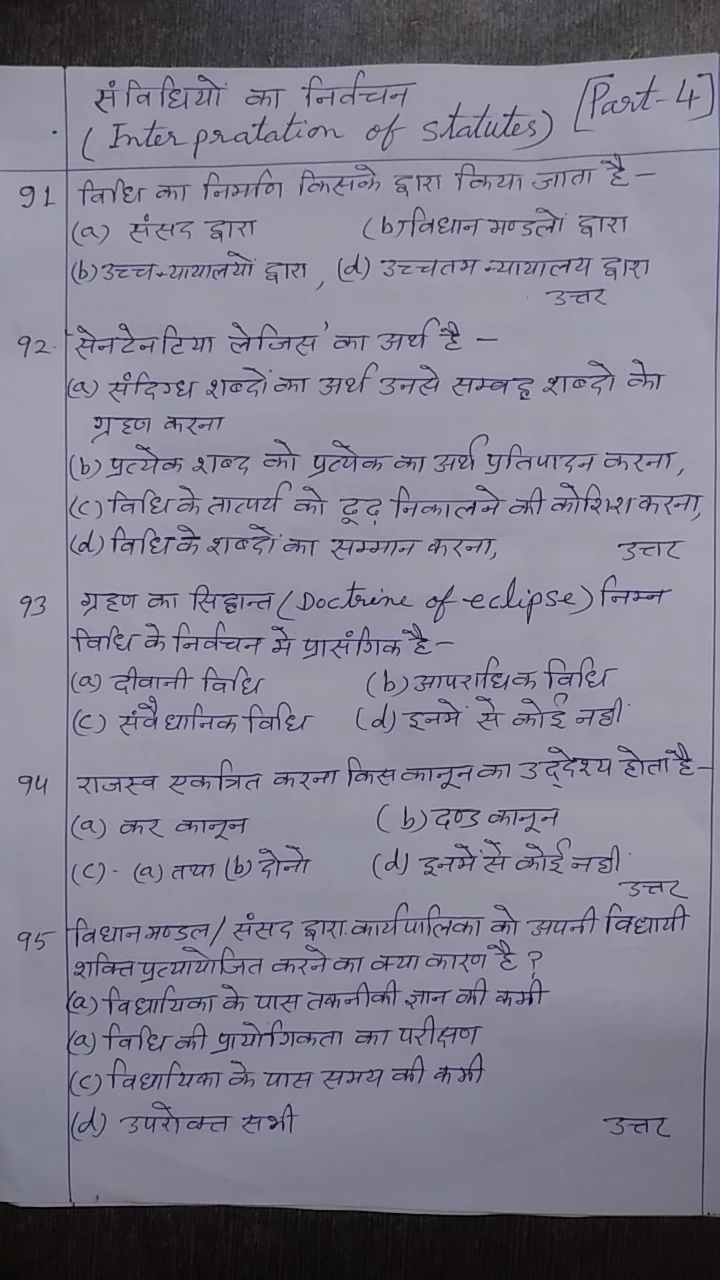 संविधियों का निर्वचन [Part-4]
(Interpratation of statutes)
91 विधि का निर्माण किसके द्वारा किया जाता है –
(a) संसद द्वारा (b) विधान मण्डलों द्वारा
(b) उच्च न्यायालयों द्वारा, (d) उच्चतम न्यायालय द्वारा
उत्तर
92. 'सेनटेनटिया लेजिस' का अर्थ है –
(a) संदिग्ध शब्दों का अर्थ उनसे सम्बद्ध शब्दो को
ग्रहण करना
(b) प्रत्येक शब्द को प्रत्येक का अर्थ प्रतिपादन करना,
(c) विधि के तात्पर्य को ढूढ़ निकालने की कोशिश करना,
(d) विधि के शब्दों का सम्मान करना, उत्तर
93 ग्रहण का सिद्धान्त (Doctrine of eclipse) निम्न
विधि के निर्वचन में प्रासंगिक है –
(a) दीवानी विधि (b) आपराधिक विधि
(c) संवैधानिक विधि (d) इनमें से कोई नहीं
94 राजस्व एकत्रित करना किस कानून का उद्देश्य होता है –
(a) कर कानून (b) दण्ड कानून
(c) - (a) तथा (b) दोनो (d) इनमें से कोई नहीं
उत्तर
95 विधान मण्डल / संसद द्वारा कार्यपालिका को अपनी विधायी
शक्ति प्रत्यायोजित करने का क्या कारण है ?
(a) विधायिका के पास तकनीकी ज्ञान की कमी
(a) विधि की प्रायोगिकता का परीक्षण
(c) विधायिका के पास समय की कमी
(d) उपरोक्त सभी उत्तर